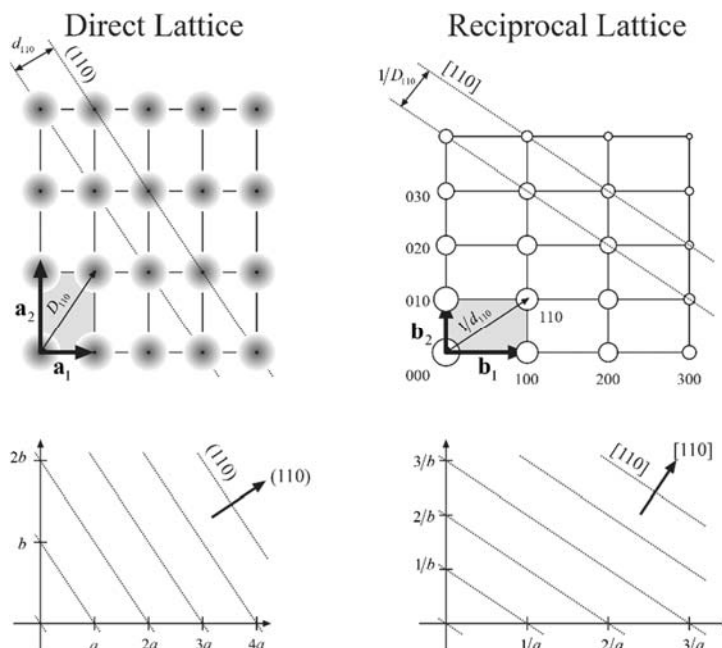 Direct Lattice
d110
(110)
D110
a2
a1
Reciprocal Lattice
1/D110
[110]
030
020
010
110
b2
1/d110
000
b1
100
200
300
2b
b
(110)
(110)
a
2a
3a
4a
3/b
2/b
1/b
[110]
[110]
1/a
2/a
3/a